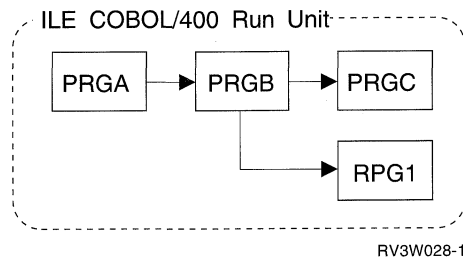 ILE COBOL/400 Run Unit
PRGA
PRGB
PRGC
RPG1
RV3W028-1